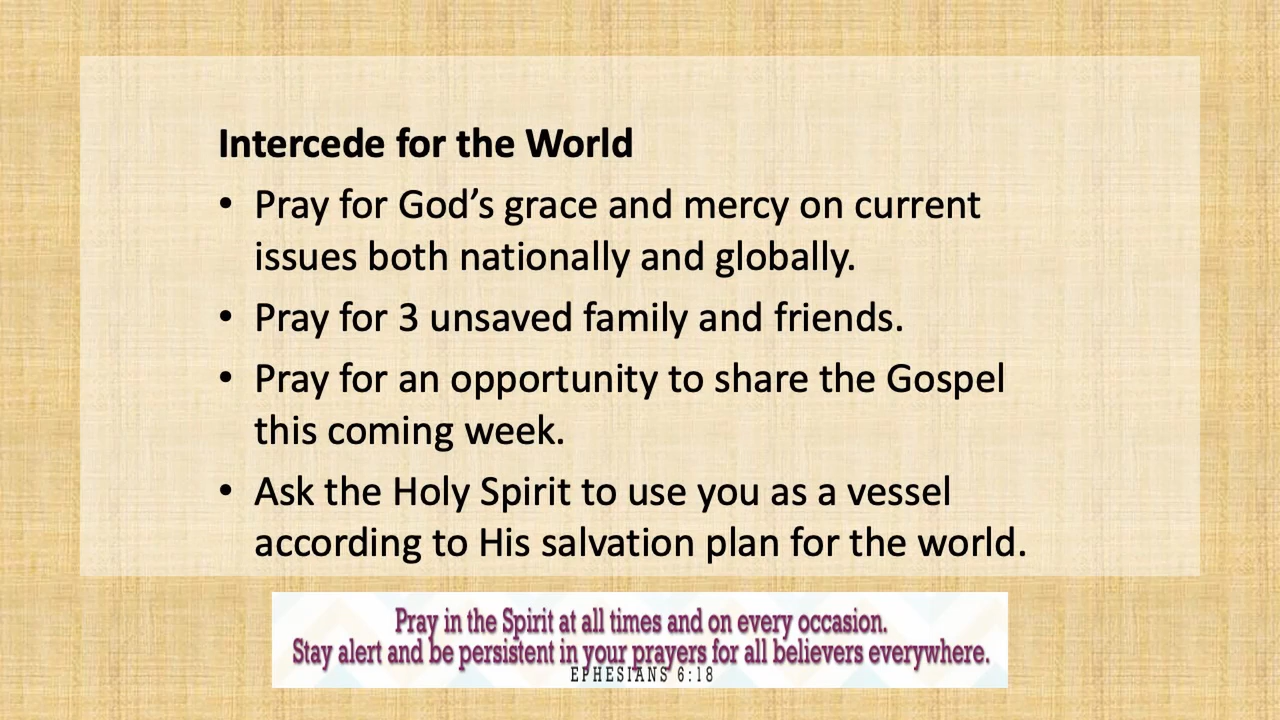 Intercede for the World
• Pray for God’s grace and mercy on current
issues both nationally and globally.
• Pray for 3 unsaved family and friends.
• Pray for an opportunity to share the Gospel
this coming week.
• Ask the Holy Spirit to use you as a vessel
according to His salvation plan for the world.
Pray in the Spirit at all times and on every occasion.
Stay alert and be persistent in your prayers for all believers everywhere.
EPHESIANS 6:18